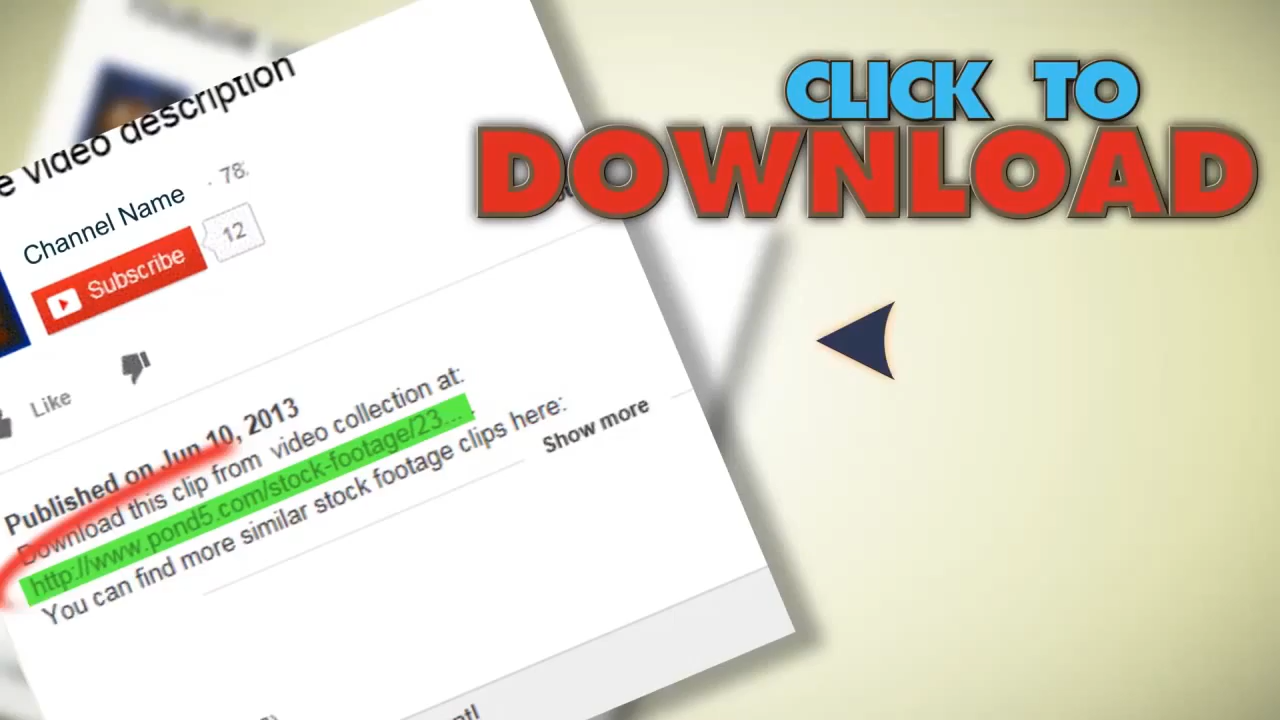 CLICK TO
DOWNLOAD
e video description
Channel Name
· 78
Subscribe
12
Like
Published on Jun 10, 2013
Download this clip from video collection at:
http://www.pond5.com/stock-footage/23...
You can find more similar stock footage clips here:
Show more